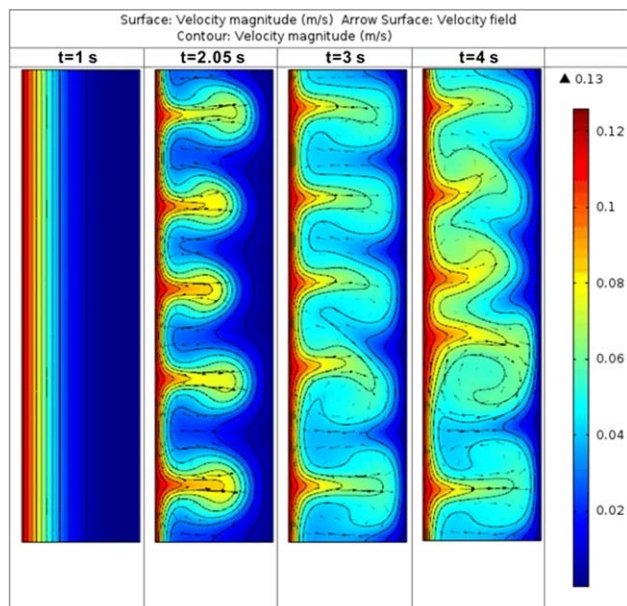 Surface: Velocity magnitude (m/s) Arrow Surface: Velocity field
Contour: Velocity magnitude (m/s)
t=1 s
t=2.05 s
t=3 s
t=4 s
▲ 0.13
0.12
0.1
0.08
0.06
0.04
0.02